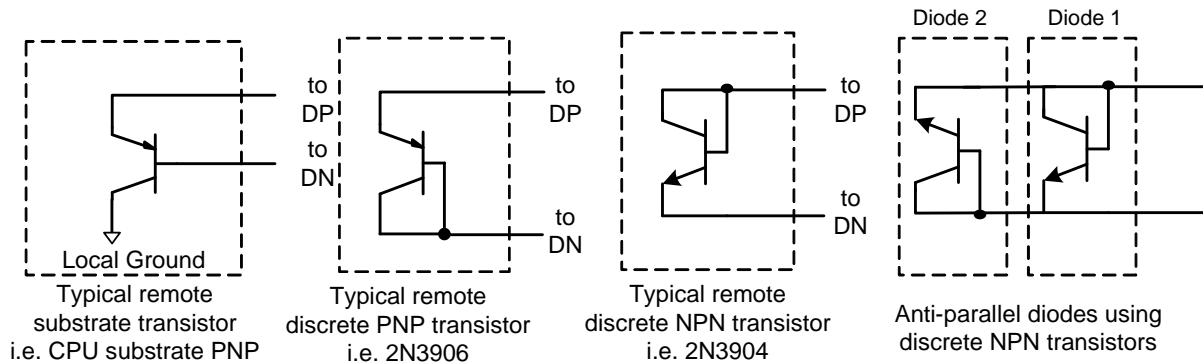 Diode 2
Diode 1
to
DP
to
DN
Local Ground
Typical remote
substrate transistor
i.e. CPU substrate PNP
to
DP
to
DN
Typical remote
discrete PNP transistor
i.e. 2N3906
to
DP
to
DN
Typical remote
discrete NPN transistor
i.e. 2N3904
Anti-parallel diodes using
discrete NPN transistors